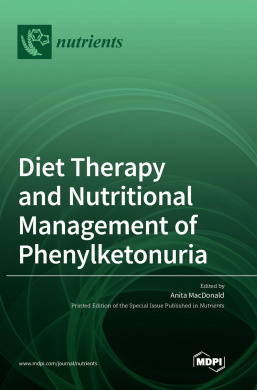 nutrients
Diet Therapy
and Nutritional
Management of
Phenylketonuria
Edited by
Anita MacDonald
Printed Edition of the Special Issue Published in Nutrients
www.mdpi.com/journal/nutrients
MDPI